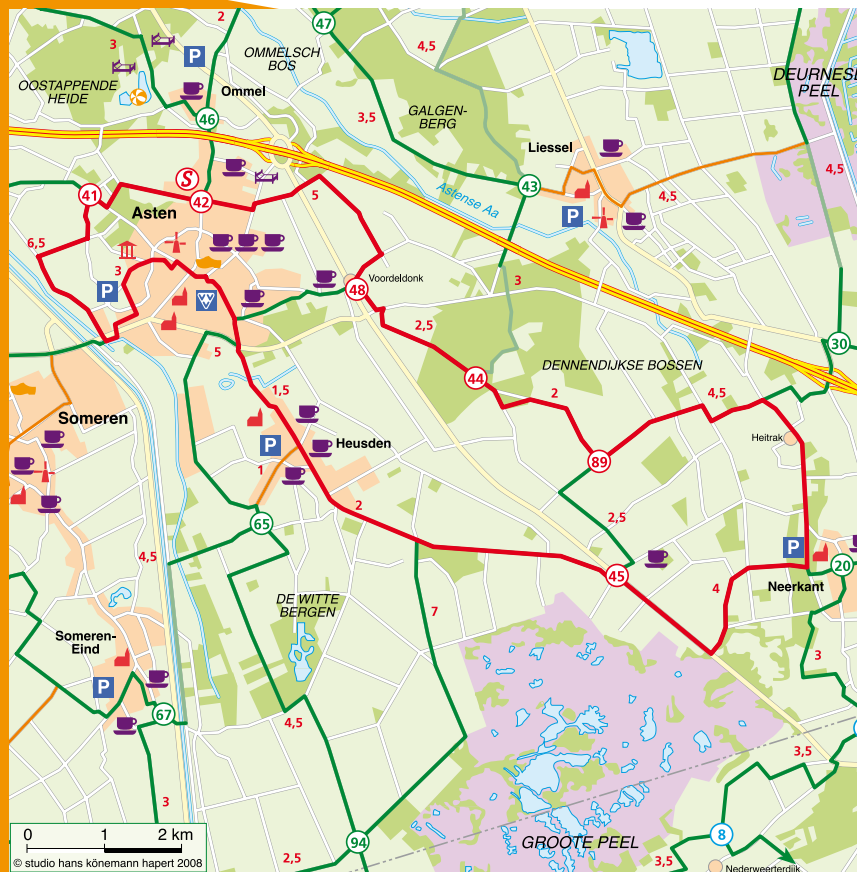 2
47
3
4,5
OMMELSCH
BOS
P
OOSTAPPENDE
HEIDE
Ommel
DEURNESE
PEEL
GALGEN-
BERG
3,5
46
Liessel
S
41
42
5
43
4,5
4,5
Asten
Astense Aa
P
6,5
3
Voordeldonk
3
P
48
2,5
30
5
DENNENDIJKSE BOSSEN
44
1,5
2
4,5
Someren
P
Heusden
Heitrak
89
1
2
65
2,5
P
4,5
45
20
4
Neerkant
DE WITTE
BERGEN
7
Someren-
Eind
3
P
67
4,5
3,5
3
0 1 2 km
94
8
GROOTE PEEL
© studio hans könemann hapert 2008
2,5
3,5
Nederweerterdijk